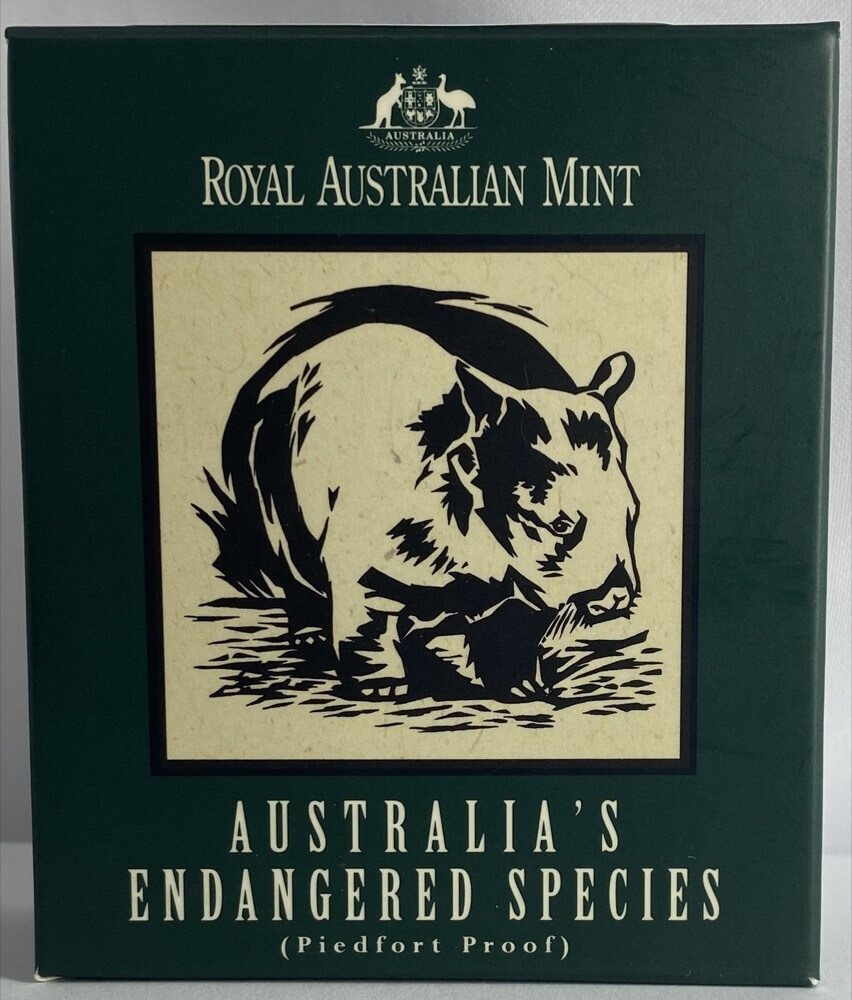 AUSTRALIA
ROYAL AUSTRALIAN MINT
AUSTRALIA'S
ENDANGERED SPECIES
(Piedfort Proof)